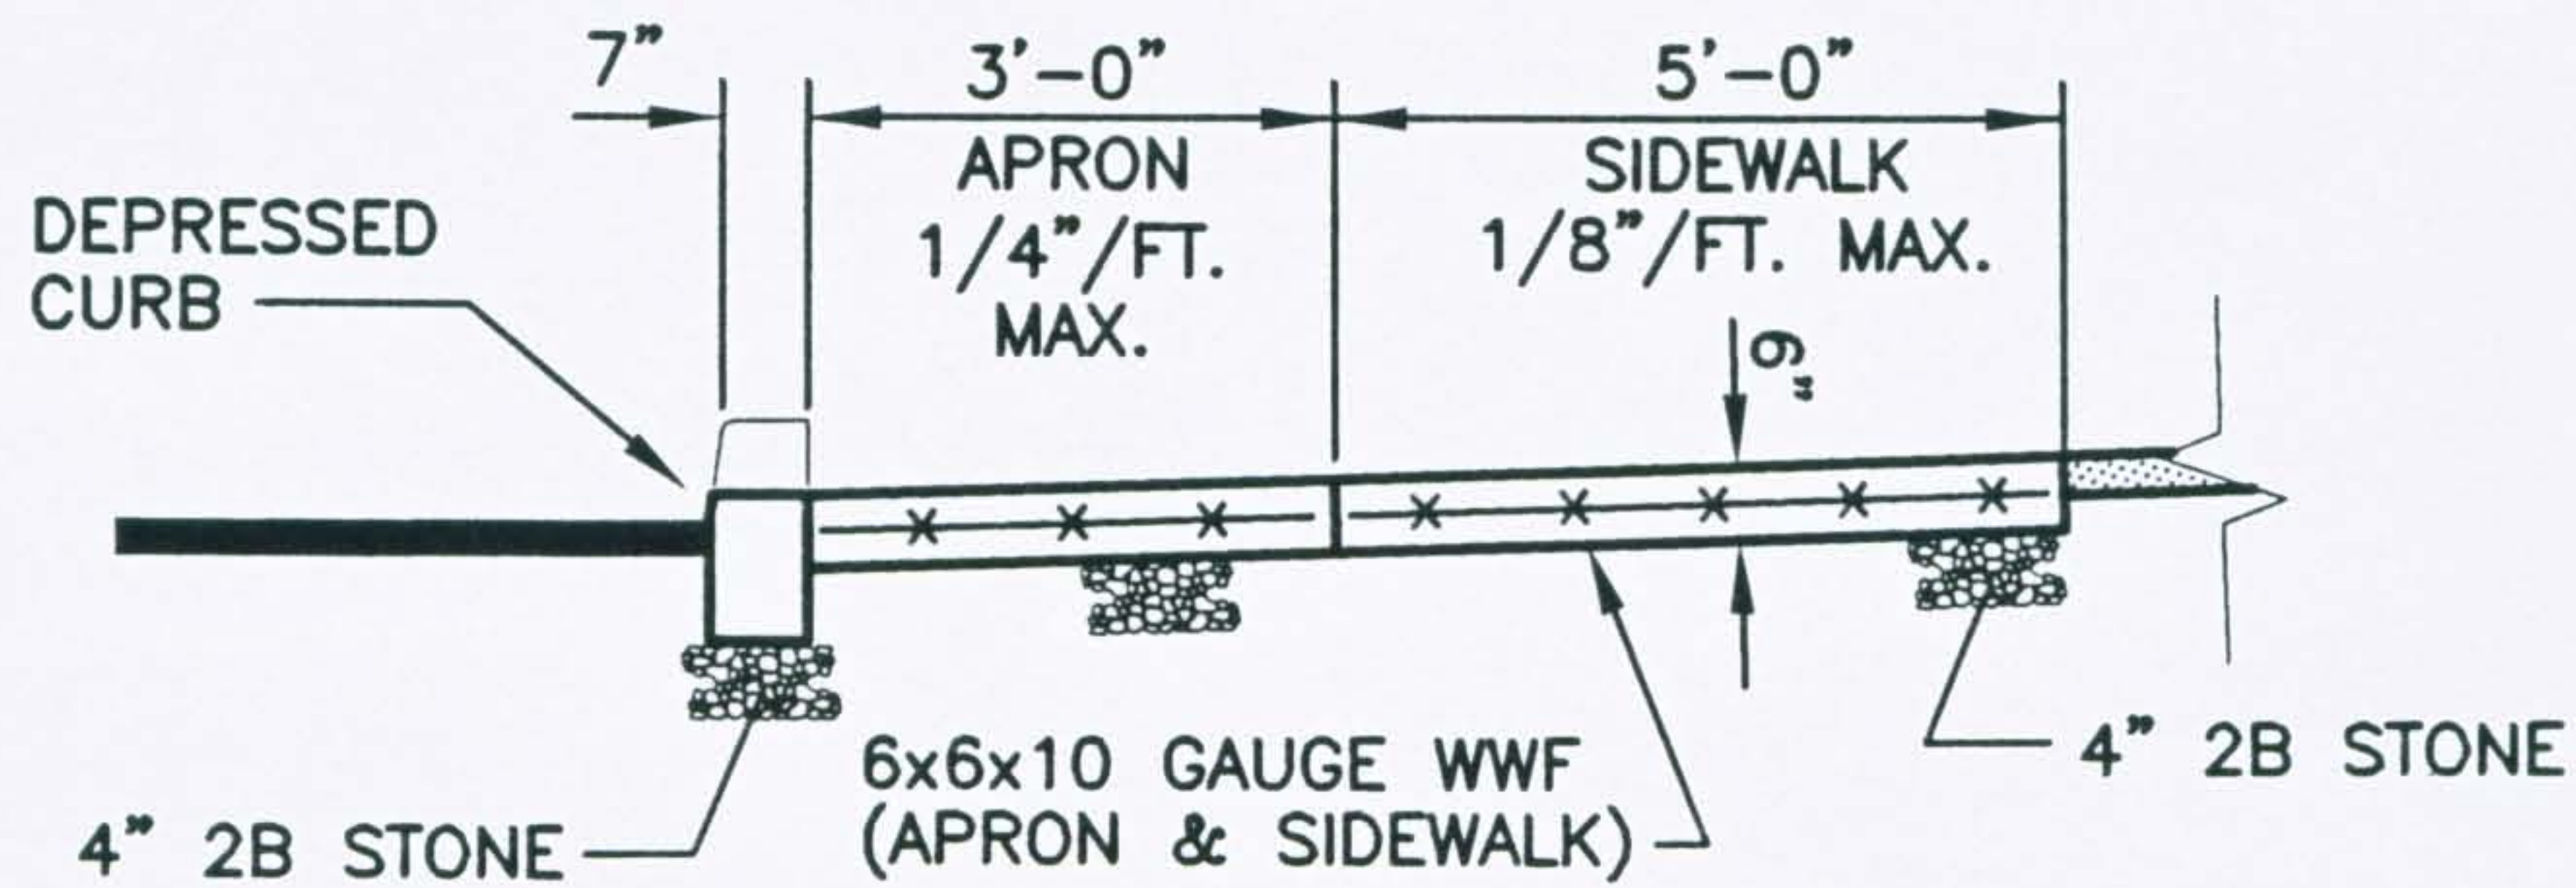 7" 3'-0" 5'-0"
APRON
1/4"/FT.
MAX.
SIDEWALK
1/8"/FT. MAX.
DEPRESSED
CURB
6"
4" 2B STONE
6x6x10 GAUGE WWF
(APRON & SIDEWALK)
4" 2B STONE